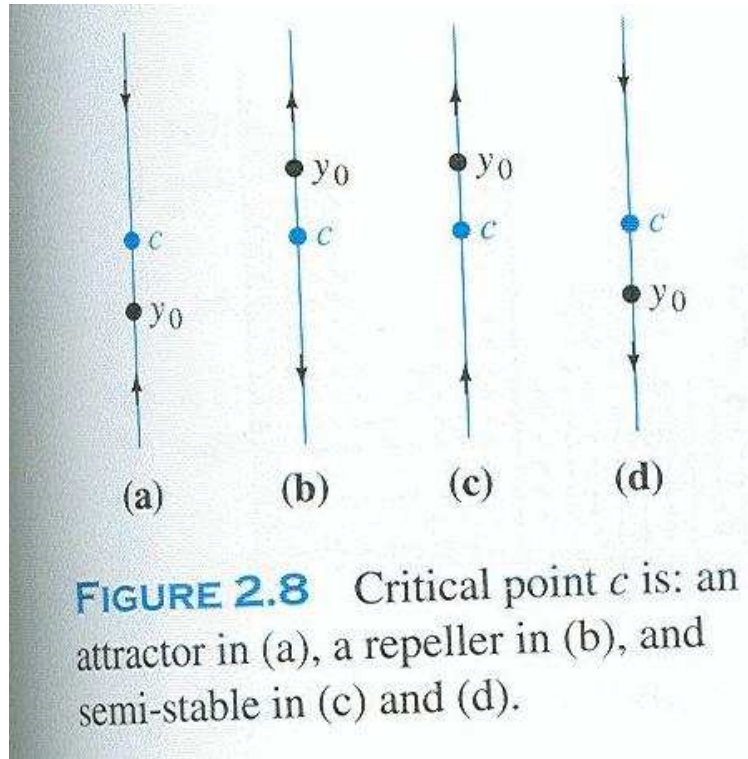 y0 y0
c c c c
y0 y0
(a) (b) (c) (d)
FIGURE 2.8 Critical point c is: an
attractor in (a), a repeller in (b), and
semi-stable in (c) and (d).